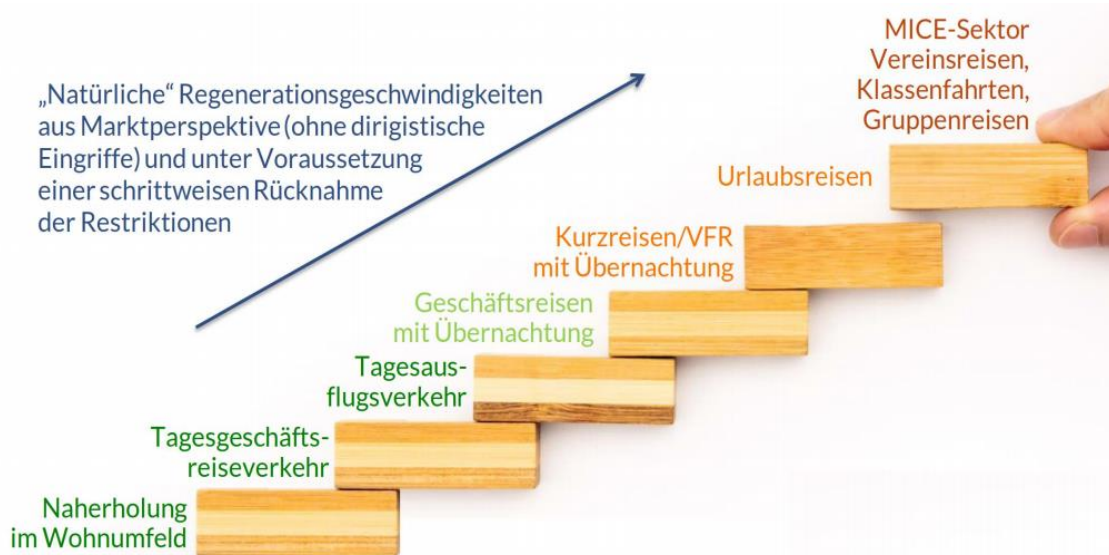 „Natürliche“ Regenerationsgeschwindigkeiten
aus Marktperspektive (ohne dirigistische
Eingriffe) und unter Voraussetzung
einer schrittweisen Rücknahme
der Restriktionen
MICE-Sektor
Vereinsreisen,
Klassenfahrten,
Gruppenreisen
Urlaubsreisen
Kurzreisen/VFR
mit Übernachtung
Geschäftsreisen
mit Übernachtung
Tagesaus-
flugsverkehr
Tagesgeschäfts-
reiseverkehr
Naherholung
im Wohnumfeld